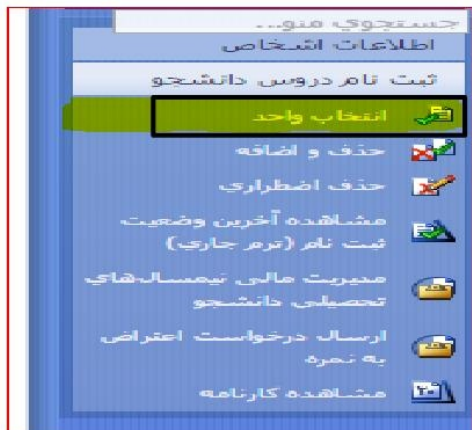 جستجوي منو...
اطلاعات اشخاص
ثبت نام دروس دانشجو
انتخاب واحد
حذف و اضافه
حذف اضطراري
مشاهده آخرين وضعيت
ثبت نام (ترم جاري)
مديريت مالي نيمسال‌هاي
تحصيلي دانشجو
ارسال درخواست اعتراض
به نمره
مشاهده کارنامه